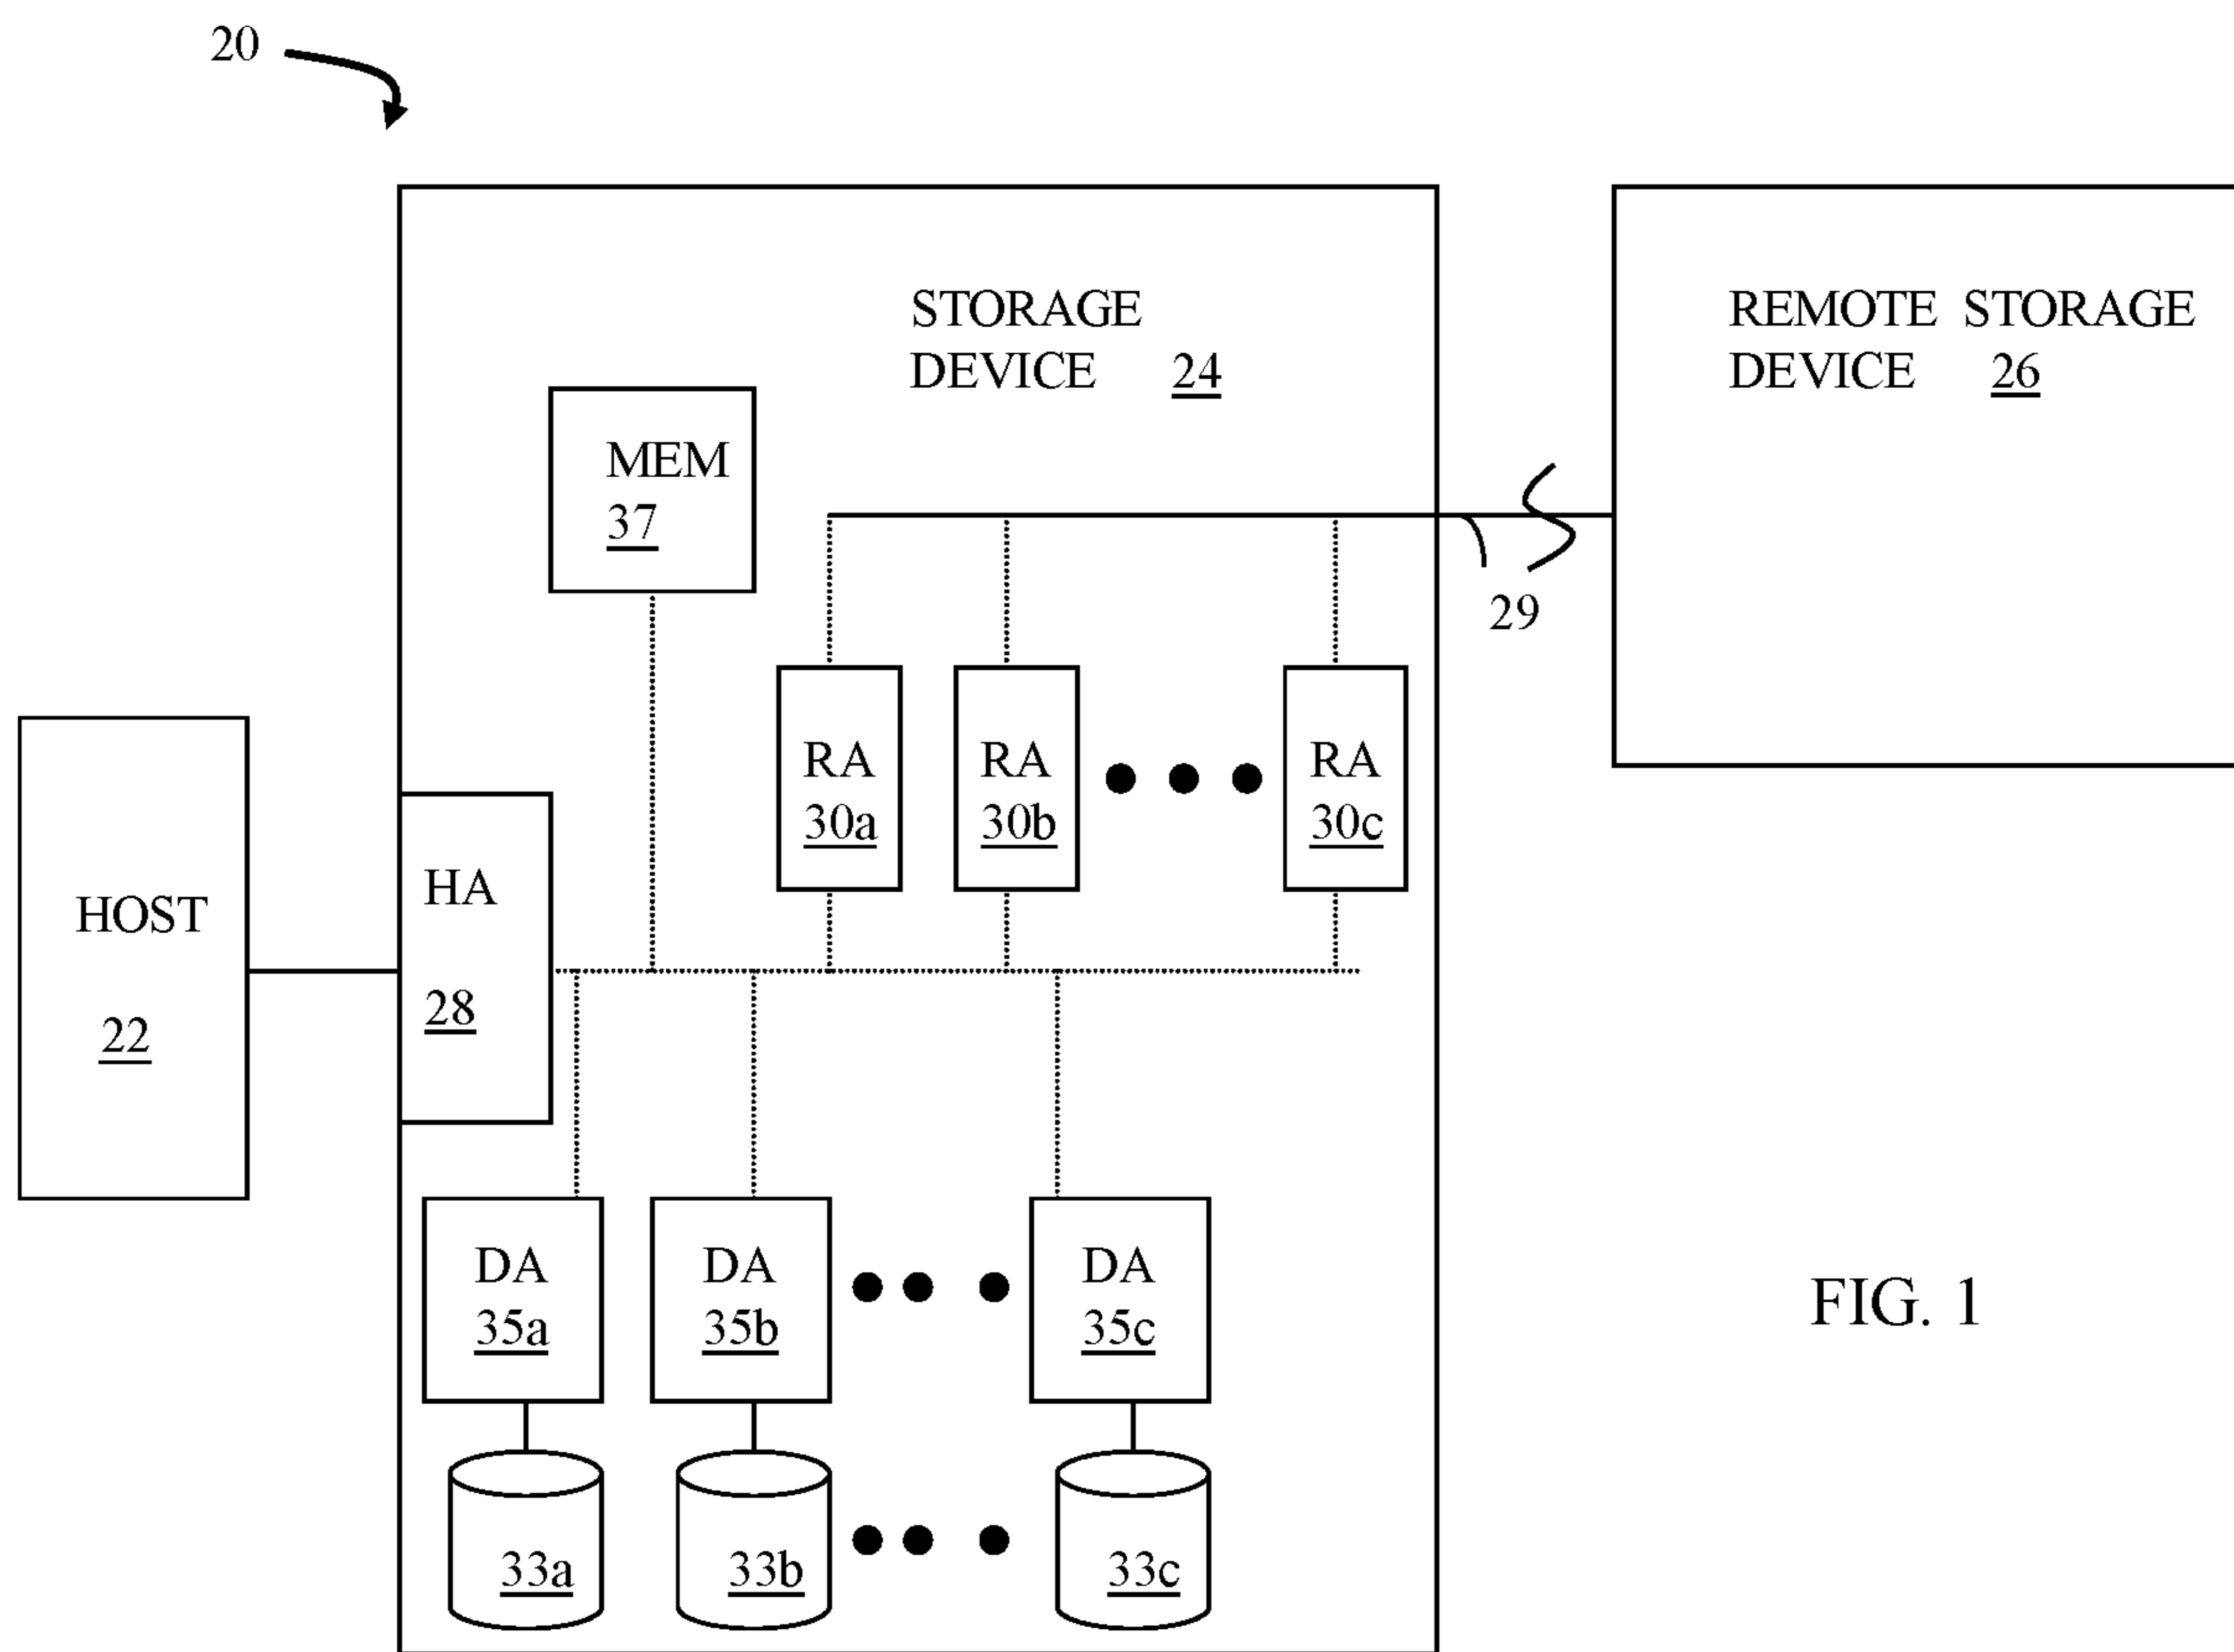 20
STORAGE
DEVICE 24
REMOTE STORAGE
DEVICE 26
MEM
37
29
RA
30a
RA
30b
RA
30c
HOST
22
HA
28
DA
35a
DA
35b
DA
35c
33a
33b
33c
FIG. 1